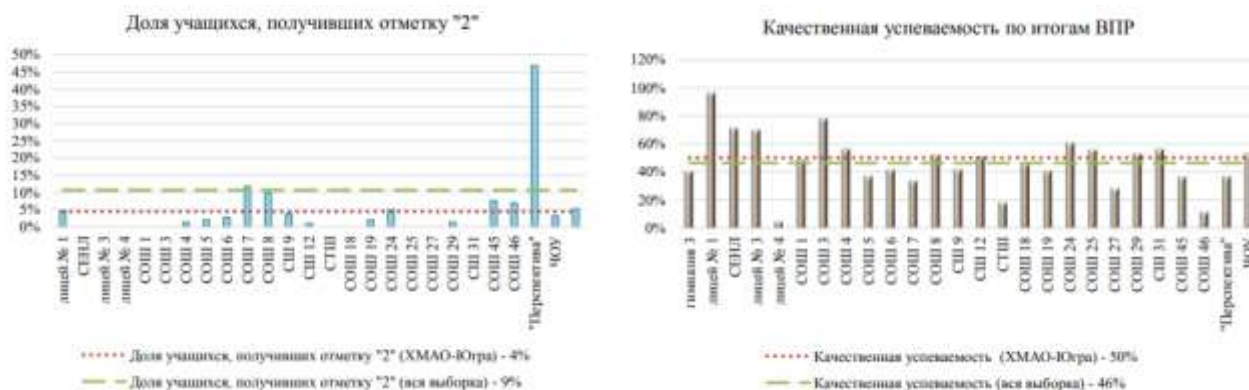 Доля учащихся, получивших отметку "2"
50%
45%
40%
35%
30%
25%
20%
15%
10%
5%
0%
лицей № 1
СЕНЛ
лицей № 3
лицей № 4
СОШ 1
СОШ 3
СОШ 4
СОШ 5
СОШ 6
СОШ 7
СОШ 8
СШ 9
СШ 12
СТШ
СОШ 18
СОШ 19
СОШ 24
СОШ 25
СОШ 27
СОШ 29
СШ 31
СОШ 45
СОШ 46
"Перспектива"
ЧОУ
Доля учащихся, получивших отметку "2" (ХМАО-Югра) - 4%
Доля учащихся, получивших отметку "2" (вся выборка) - 9%
Качественная успеваемость по итогам ВПР
120%
100%
80%
60%
40%
20%
0%
гимназия 3
лицей № 1
СЕНЛ
лицей № 3
лицей № 4
СОШ 1
СОШ 3
СОШ 4
СОШ 5
СОШ 6
СОШ 7
СОШ 8
СШ 9
СШ 12
СТШ
СОШ 18
СОШ 19
СОШ 24
СОШ 25
СОШ 27
СОШ 29
СШ 31
СОШ 45
СОШ 46
"Перспектива"
ЧОУ
Качественная успеваемость (ХМАО-Югра) - 50%
Качественная успеваемость (вся выборка) - 46%